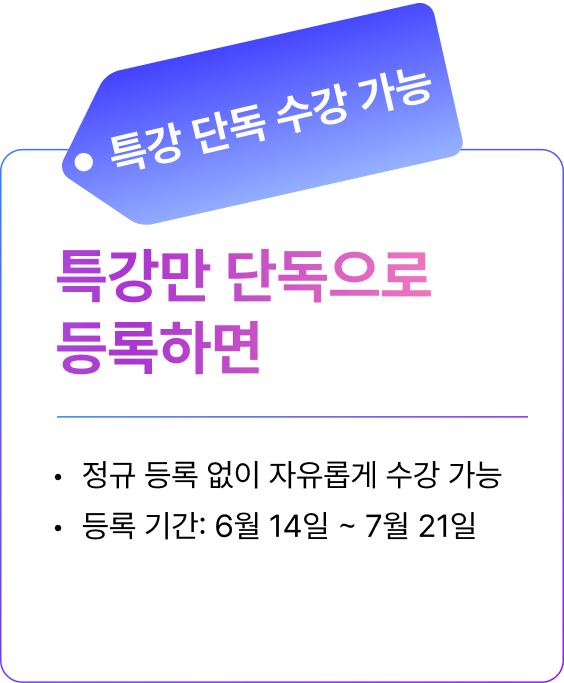 특강 단독 수강 가능
특강만 단독으로
등록하면
• 정규 등록 없이 자유롭게 수강 가능
• 등록 기간: 6월 14일 ~ 7월 21일